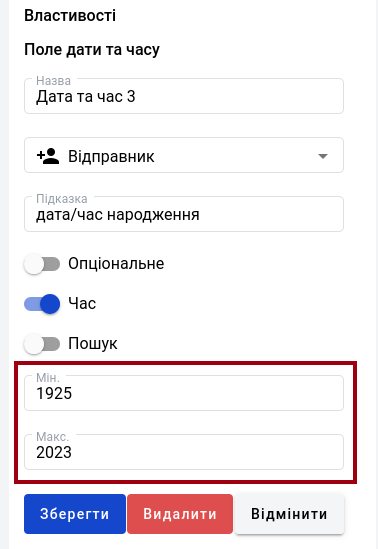 Властивості
Поле дати та часу
Назва
Дата та час 3
Відправник
Підказка
дата/час народження
Опціональне
Час
Пошук
Мін.
1925
Макс.
2023
Зберегти Видалити Відмінити